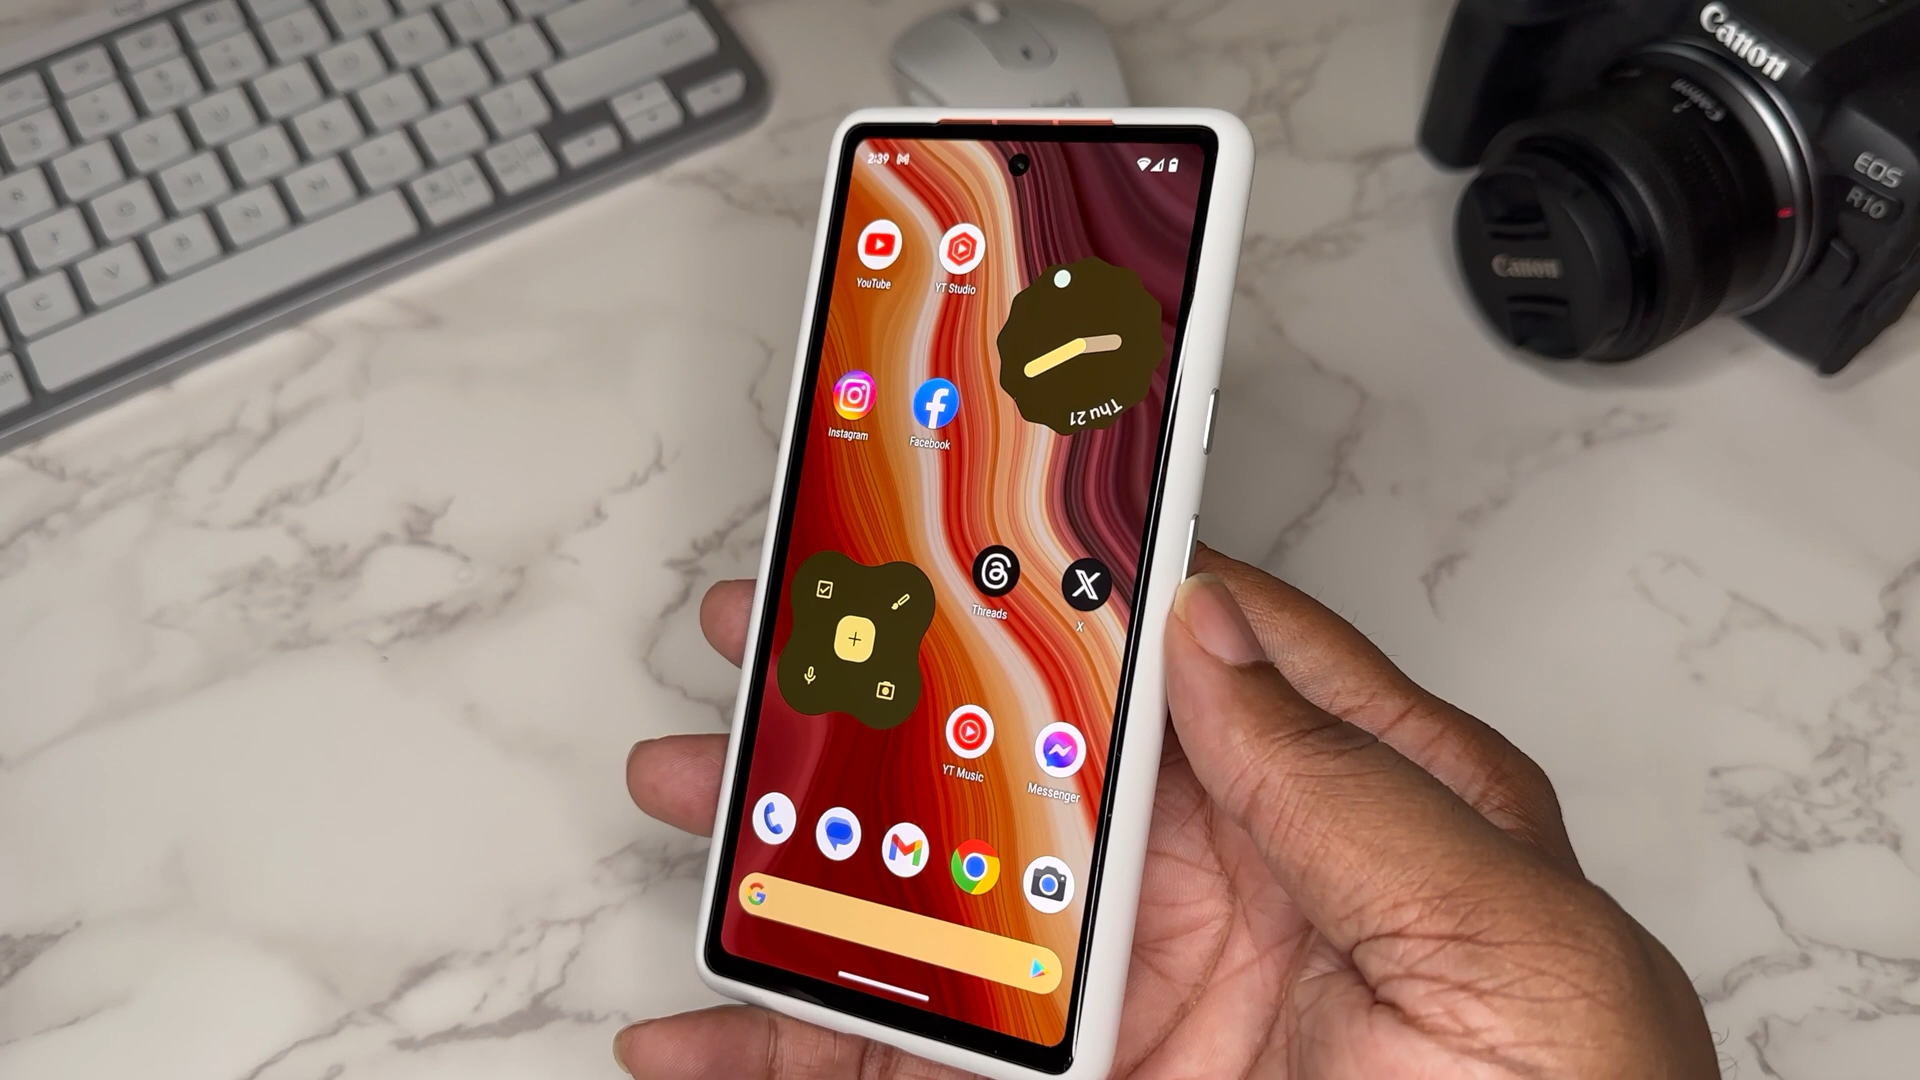 2:39
YouTube
YT Studio
Thu 21
Instagram
Facebook
Threads
X
YT Music
Messenger
Canon
Canon
Canon
EOS
R10
C
V